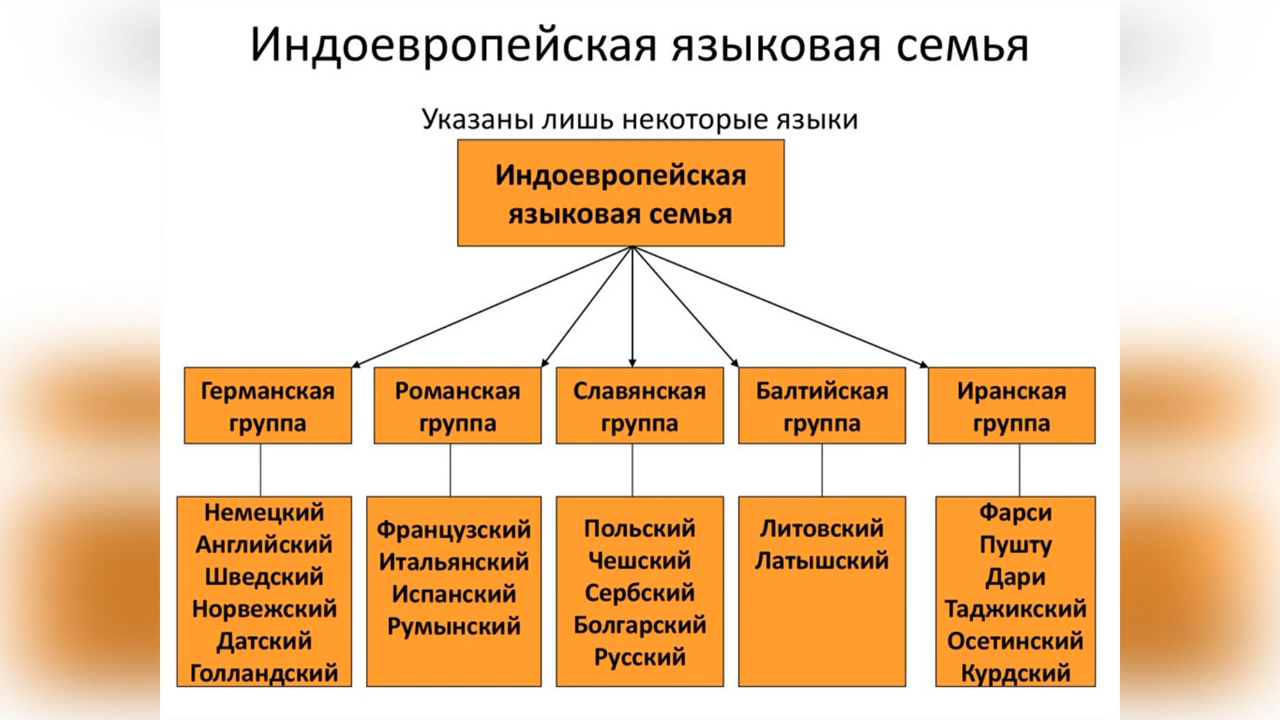 Индоевропейская языковая семья
Указаны лишь некоторые языки
Индоевропейская
языковая семья
Германская
группа
Романская
группа
Славянская
группа
Балтийская
группа
Иранская
группа
Немецкий
Английский
Шведский
Норвежский
Датский
Голландский
Французский
Итальянский
Испанский
Румынский
Польский
Чешский
Сербский
Болгарский
Русский
Литовский
Латышский
Фарси
Пушту
Дари
Таджикский
Осетинский
Курдский